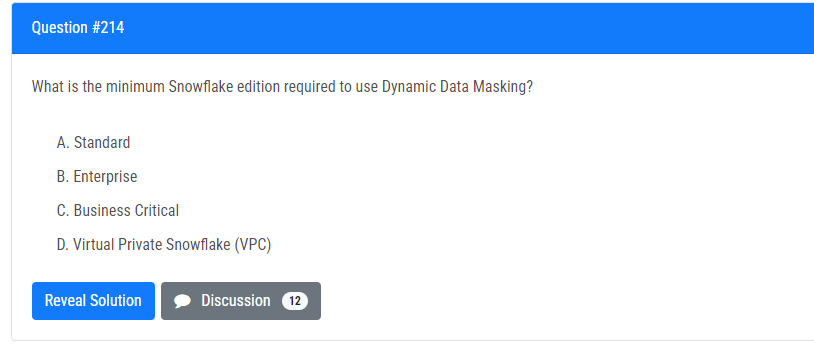 Question #214
What is the minimum Snowflake edition required to use Dynamic Data Masking?
A. Standard
B. Enterprise
C. Business Critical
D. Virtual Private Snowflake (VPC)
Reveal Solution Discussion 12